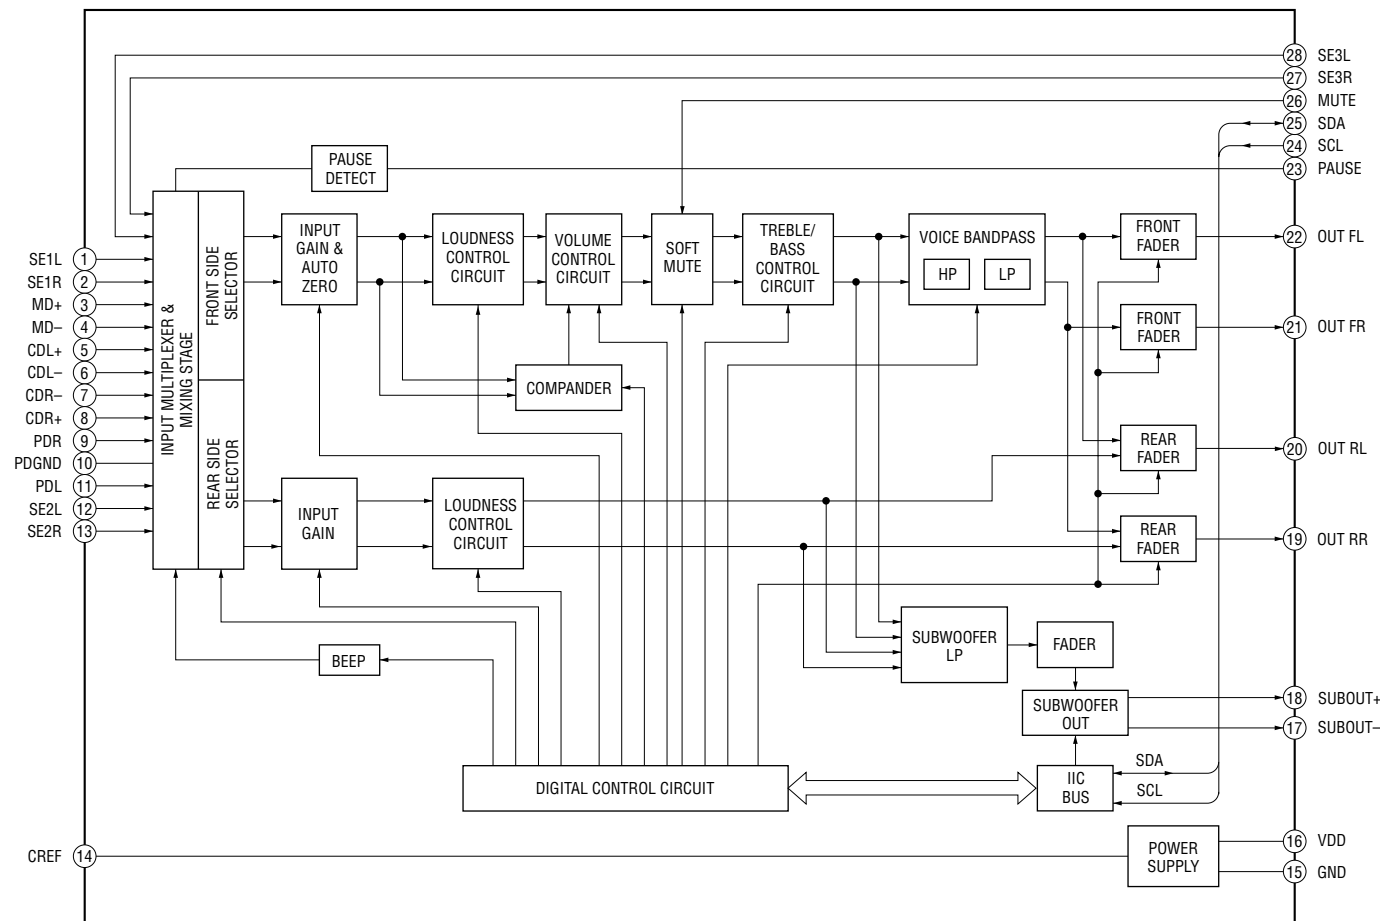 28 SE3L
27 SE3R
26 MUTE
25 SDA
24 SCL
23 PAUSE
PAUSE
DETECT
SE1L 1
SE1R 2
MD+ 3
MD– 4
CDL+ 5
CDL– 6
CDR– 7
CDR+ 8
PDR 9
PDGND 10
PDL 11
SE2L 12
SE2R 13
INPUT MULTIPLEXER &
MIXING STAGE
FRONT SIDE
SELECTOR
REAR SIDE
SELECTOR
INPUT
GAIN &
AUTO
ZERO
LOUDNESS
CONTROL
CIRCUIT
VOLUME
CONTROL
CIRCUIT
SOFT
MUTE
TREBLE/
BASS
CONTROL
CIRCUIT
VOICE BANDPASS
HP
LP
FRONT
FADER
22 OUT FL
FRONT
FADER
21 OUT FR
COMPANDER
REAR
FADER
20 OUT RL
INPUT
GAIN
LOUDNESS
CONTROL
CIRCUIT
REAR
FADER
19 OUT RR
BEEP
SUBWOOFER
LP
FADER
SUBWOOFER
OUT
18 SUBOUT+
17 SUBOUT–
DIGITAL CONTROL CIRCUIT
IIC
BUS
SDA
SCL
CREF 14
POWER
SUPPLY
16 VDD
15 GND